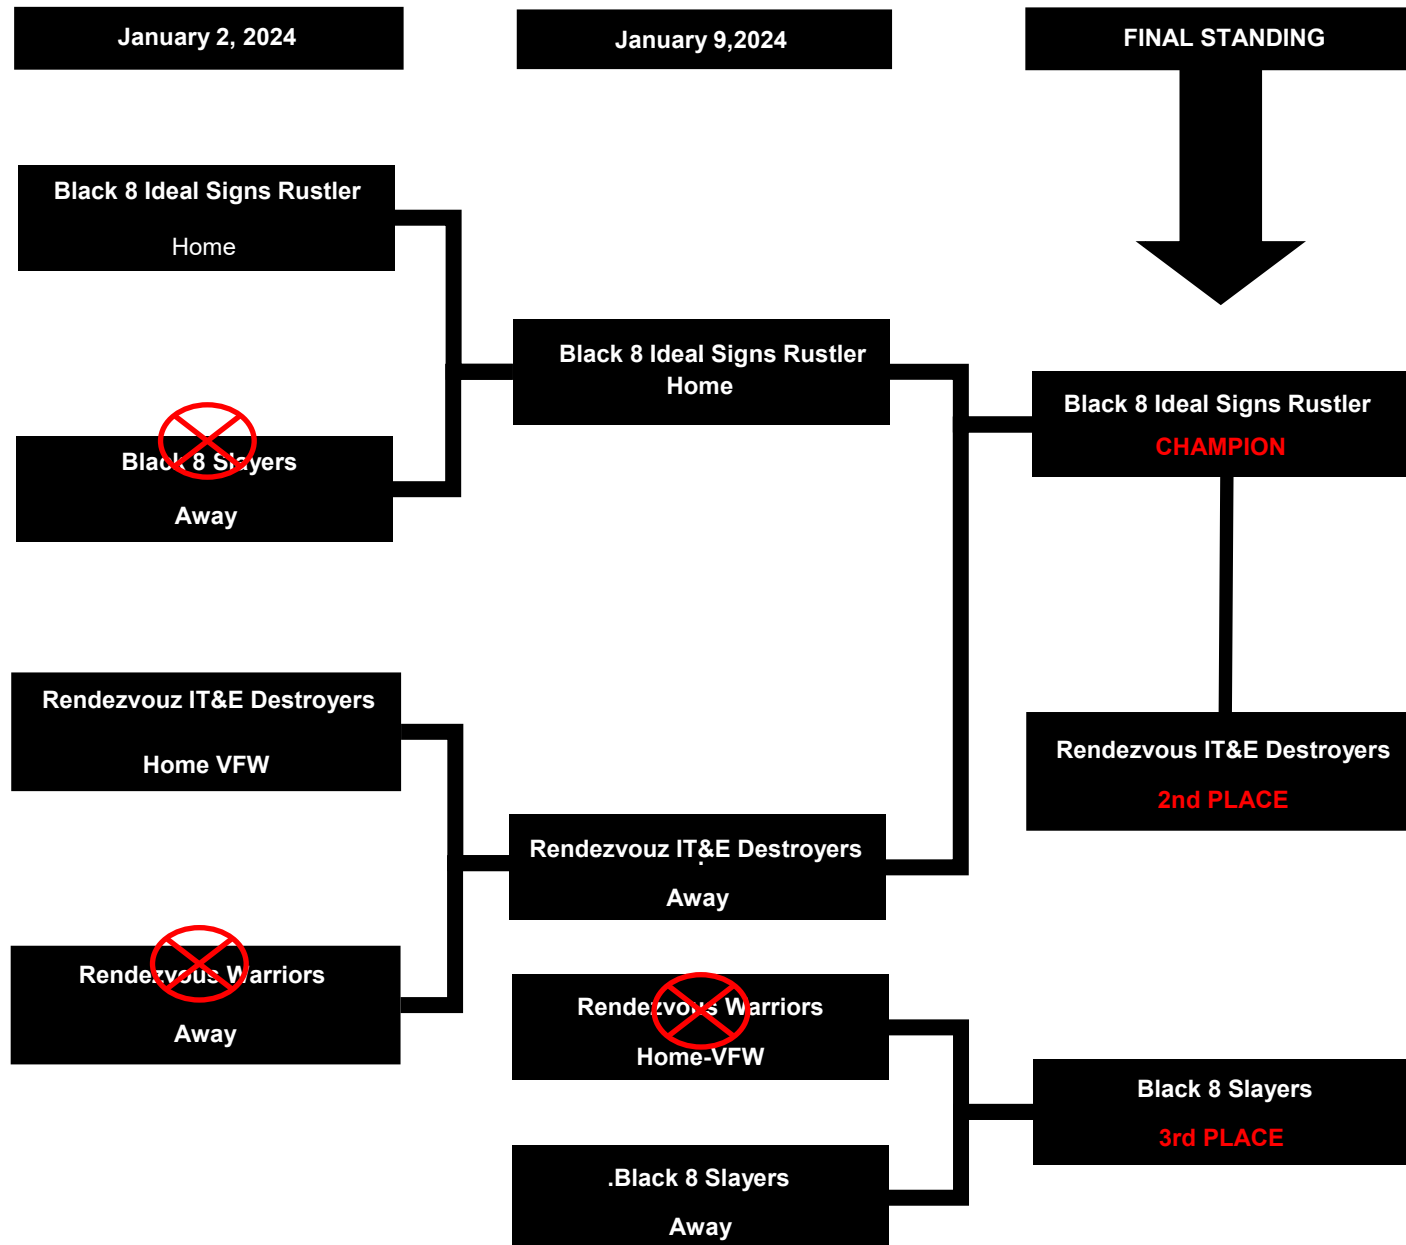 January 2, 2024
January 9,2024
FINAL STANDING
Black 8 Ideal Signs Rustler
Home
Black 8 Slayers
Away
Rendezvouz IT&E Destroyers
Home VFW
Rendezvous Warriors
Away
Black 8 Ideal Signs Rustler
Home
Rendezvouz IT&E Destroyers
.
Away
Rendezvous Warriors
Home-VFW
.Black 8 Slayers
Away
Black 8 Ideal Signs Rustler
CHAMPION
Rendezvous IT&E Destroyers
2nd PLACE
Black 8 Slayers
3rd PLACE